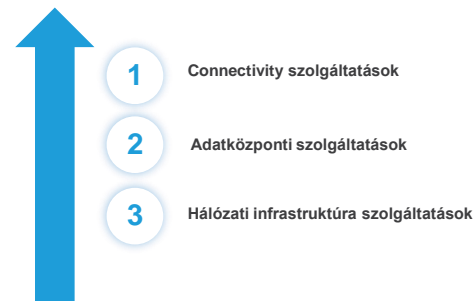 1 Connectivity szolgáltatások
2 Adatközponti szolgáltatások
3 Hálózati infrastruktúra szolgáltatások